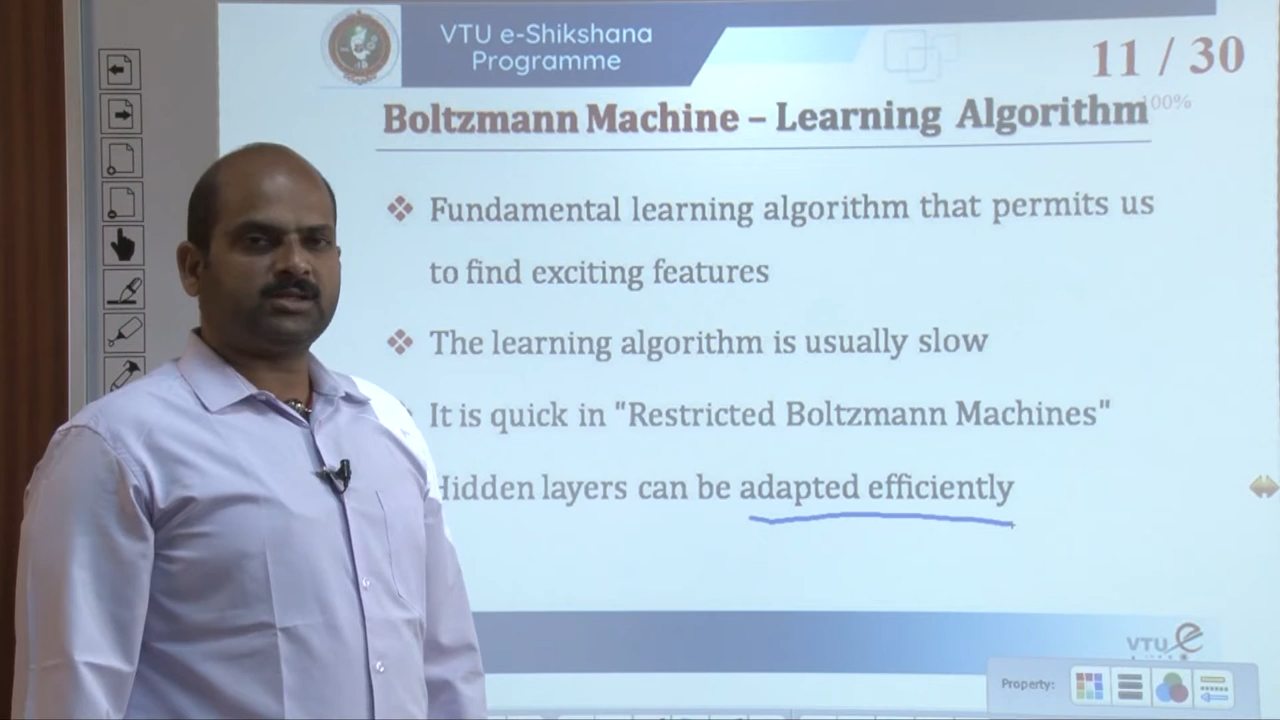 VTU e-Shikshana
Programme
11 / 30
100%
Boltzmann Machine – Learning Algorithm
Fundamental learning algorithm that permits us
to find exciting features
The learning algorithm is usually slow
It is quick in "Restricted Boltzmann Machines"
Hidden layers can be adapted efficiently
VTU e
Property: